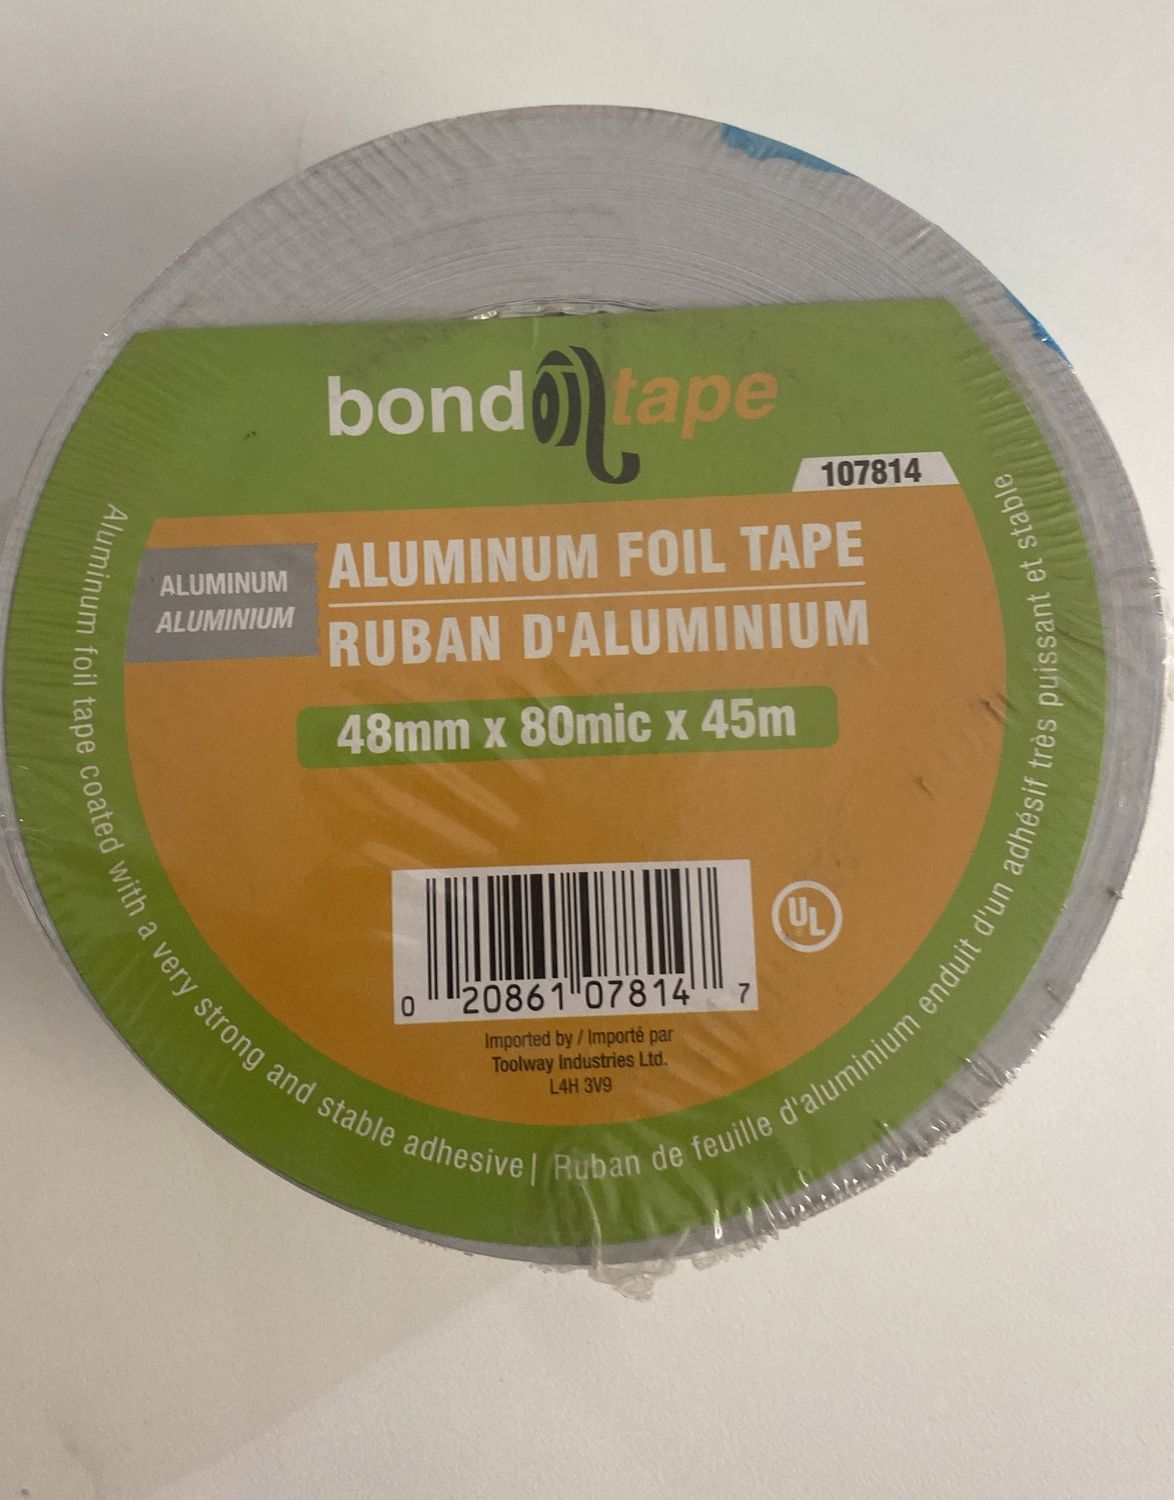 bond tape
107814
ALUMINUM
ALUMINIUM
ALUMINUM FOIL TAPE
RUBAN D'ALUMINIUM
48mm x 80mic x 45m
UL
0 20861 07814 7
Imported by / Importé par
Toolway Industries Ltd.
L4H 3V9
Aluminum foil tape coated with a very strong and stable adhesive | Ruban de feuille d'aluminium enduit d'un adhésif très puissant et stable